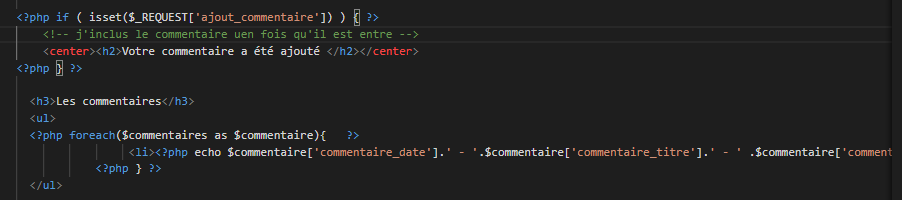 <?php if ( isset($_REQUEST['ajout_commentaire']) ) { ?>
<!-- j'inclus le commentaire uen fois qu'il est entre -->
<center><h2>Votre commentaire a été ajouté </h2></center>
<?php } ?>
<h3>Les commentaires</h3>
<ul>
<?php foreach($commentaires as $commentaire){ ?>
<li><?php echo $commentaire['commentaire_date'].' - '.$commentaire['commentaire_titre'].' - ' .$commentaire['comment
<?php } ?>
</ul>